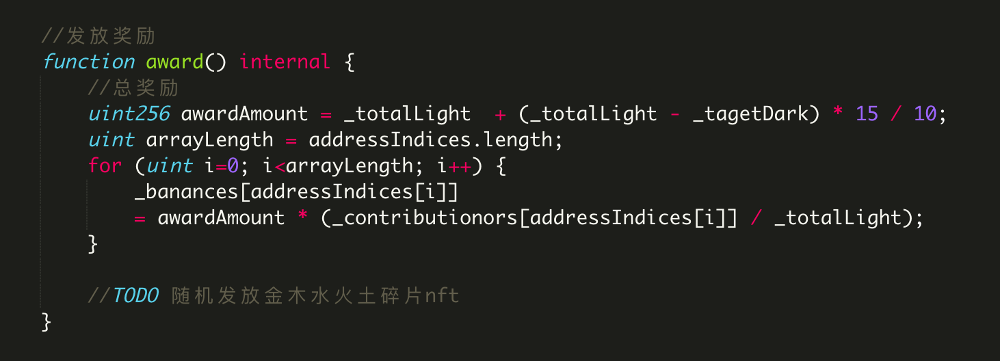 //发放奖励
function award() internal {
//总奖励
uint256 awardAmount = _totalLight  + (_totalLight - _tagetDark) * 15 / 10;
uint arrayLength = addressIndices.length;
for (uint i=0; i<arrayLength; i++) {
_banances[addressIndices[i]]
= awardAmount * (_contributionors[addressIndices[i]] / _totalLight);
}
//TODO 随机发放金木水火土碎片nft
}